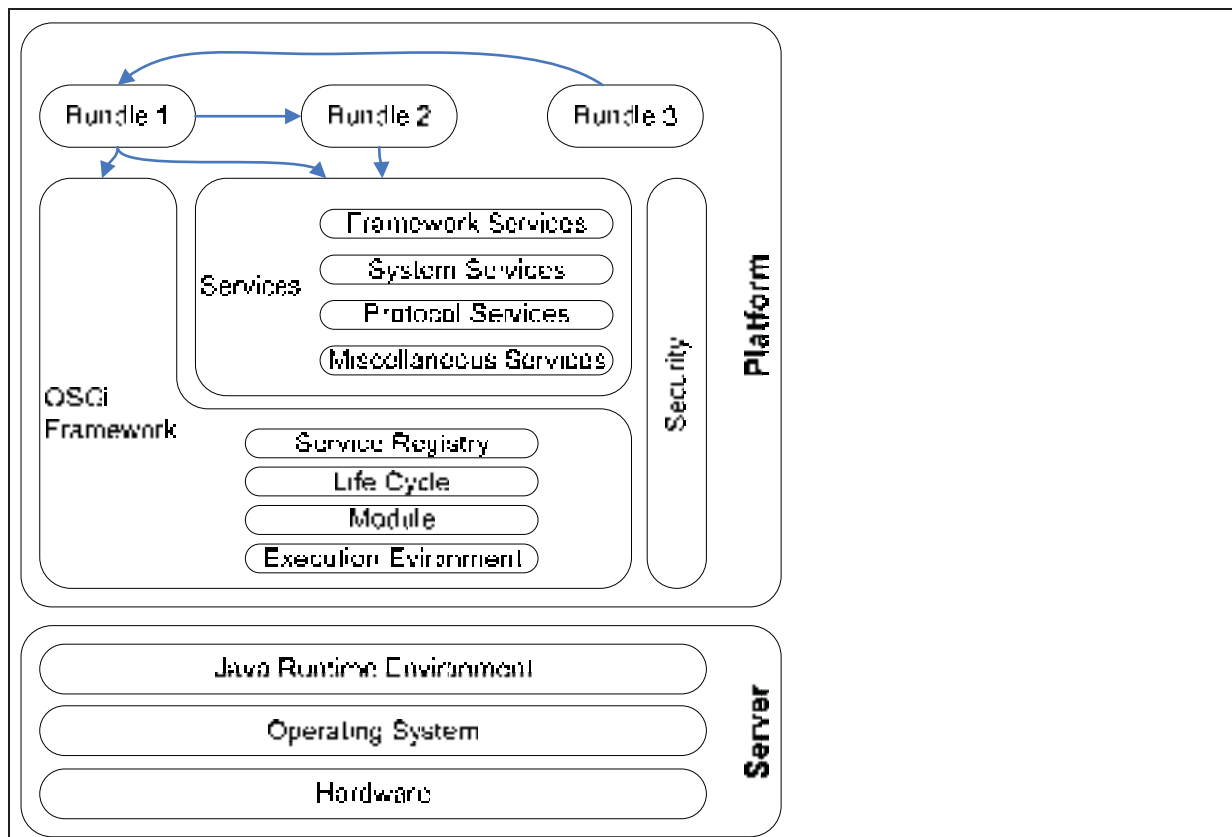 Bundle 1
Bundle 2
Bundle 3
Framework Services
System Services
Services
Protocol Services
Miscellaneous Services
OSGi
Framework
Service Registry
Life Cycle
Module
Execution Evironment
Security
Platform
Java Runtime Environment
Operating System
Hardware
Server